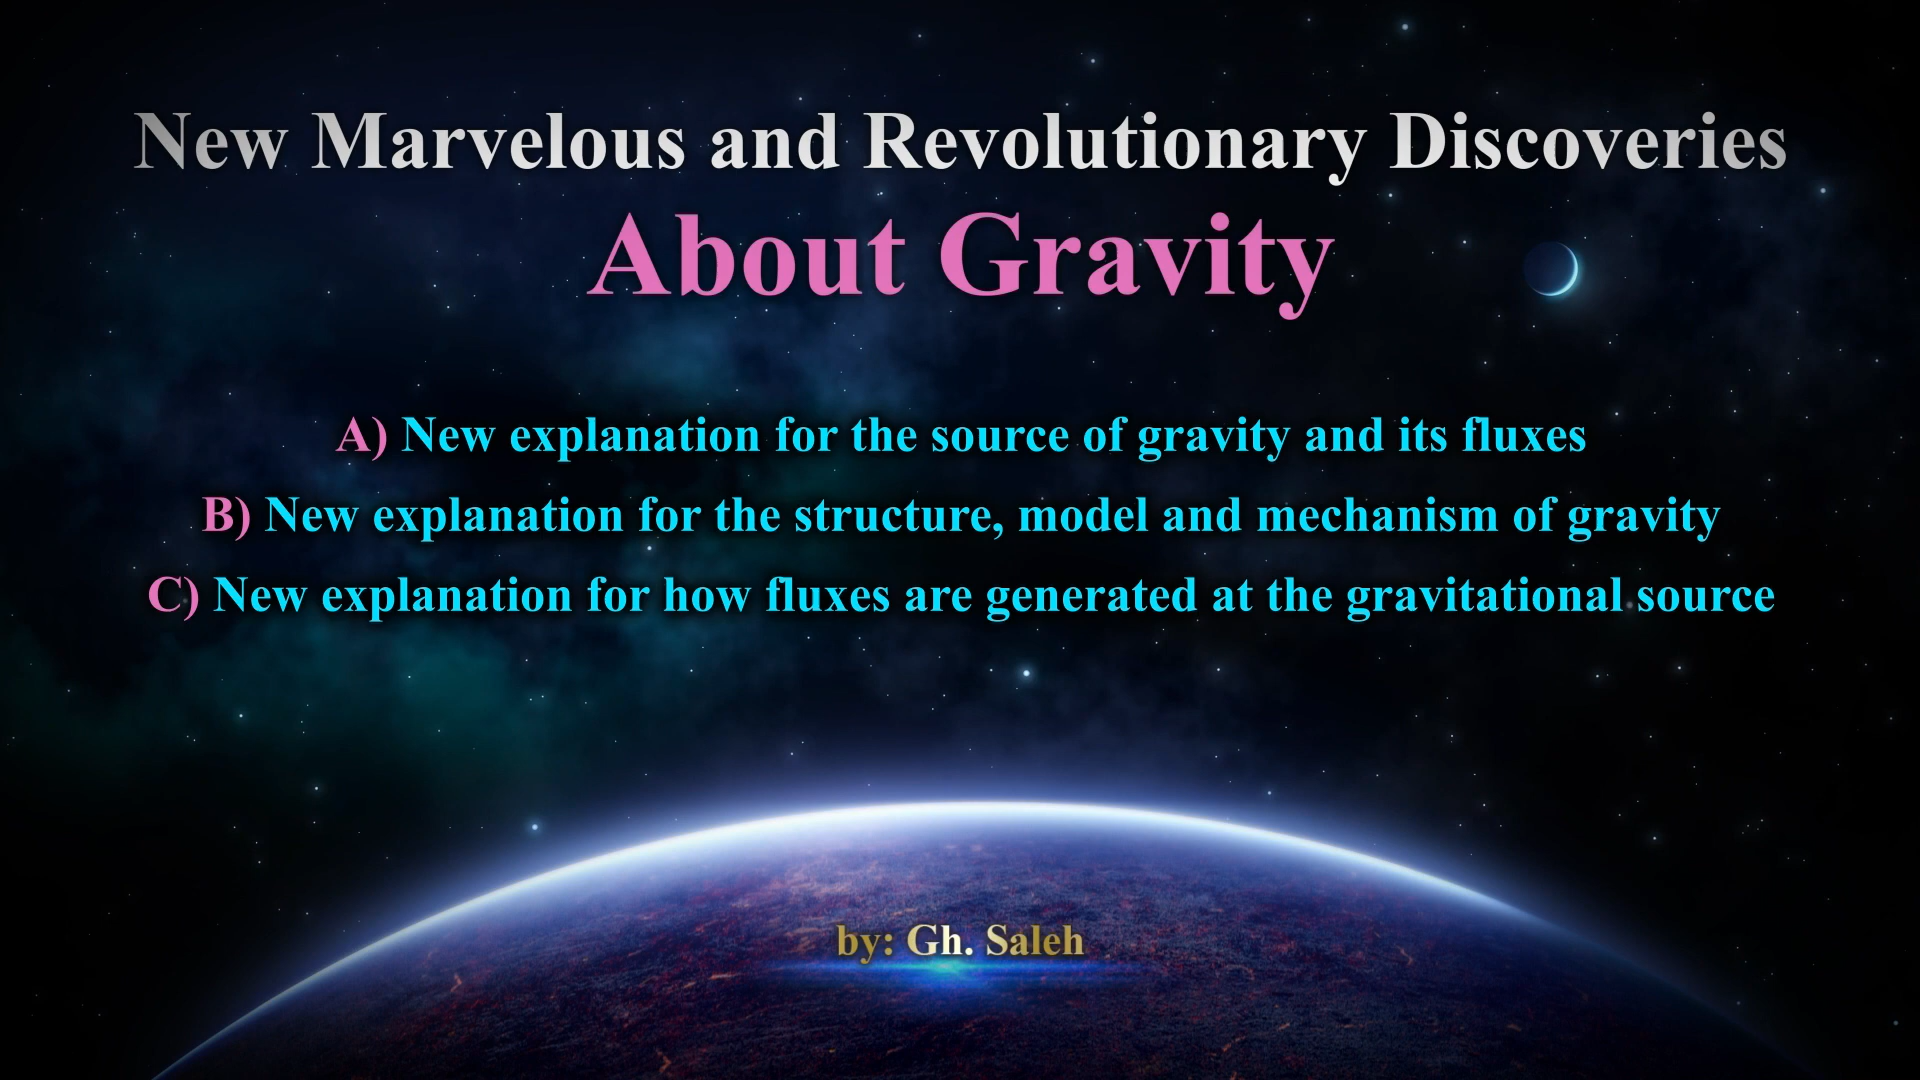 New Marvelous and Revolutionary Discoveries
About Gravity
A) New explanation for the source of gravity and its fluxes
B) New explanation for the structure, model and mechanism of gravity
C) New explanation for how fluxes are generated at the gravitational source
by: Gh. Saleh